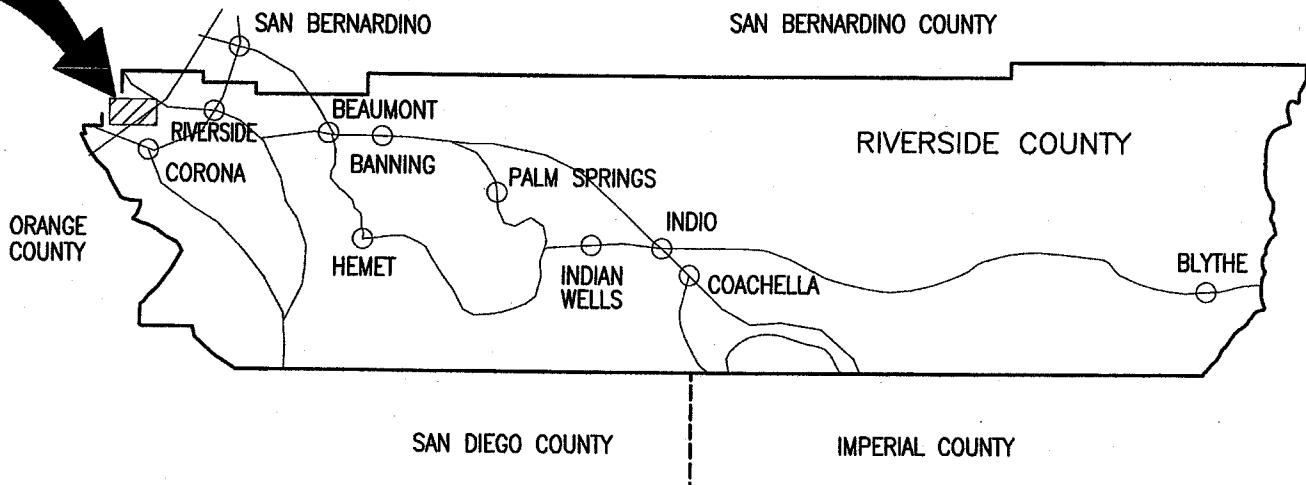 SAN BERNARDINO
SAN BERNARDINO COUNTY
BEAUMONT
RIVERSIDE
RIVERSIDE COUNTY
BANNING
CORONA
PALM SPRINGS
ORANGE
COUNTY
INDIO
HEMET
INDIAN
WELLS
COACHELLA
BLYTHE
SAN DIEGO COUNTY
IMPERIAL COUNTY